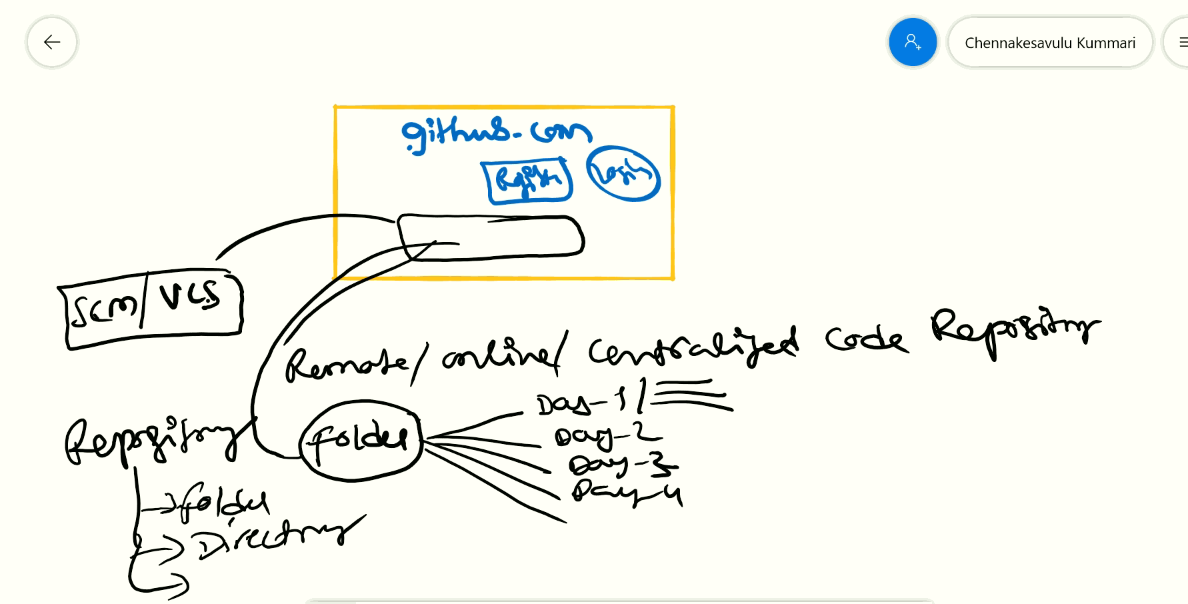 Chennakesavulu Kummari
github.com
Register Login
SCM/VCS
Remote/online/Centralized Code Repository
Day-1/
Day-2
Day-3
Day-4
Repository
folder
folder
Directory